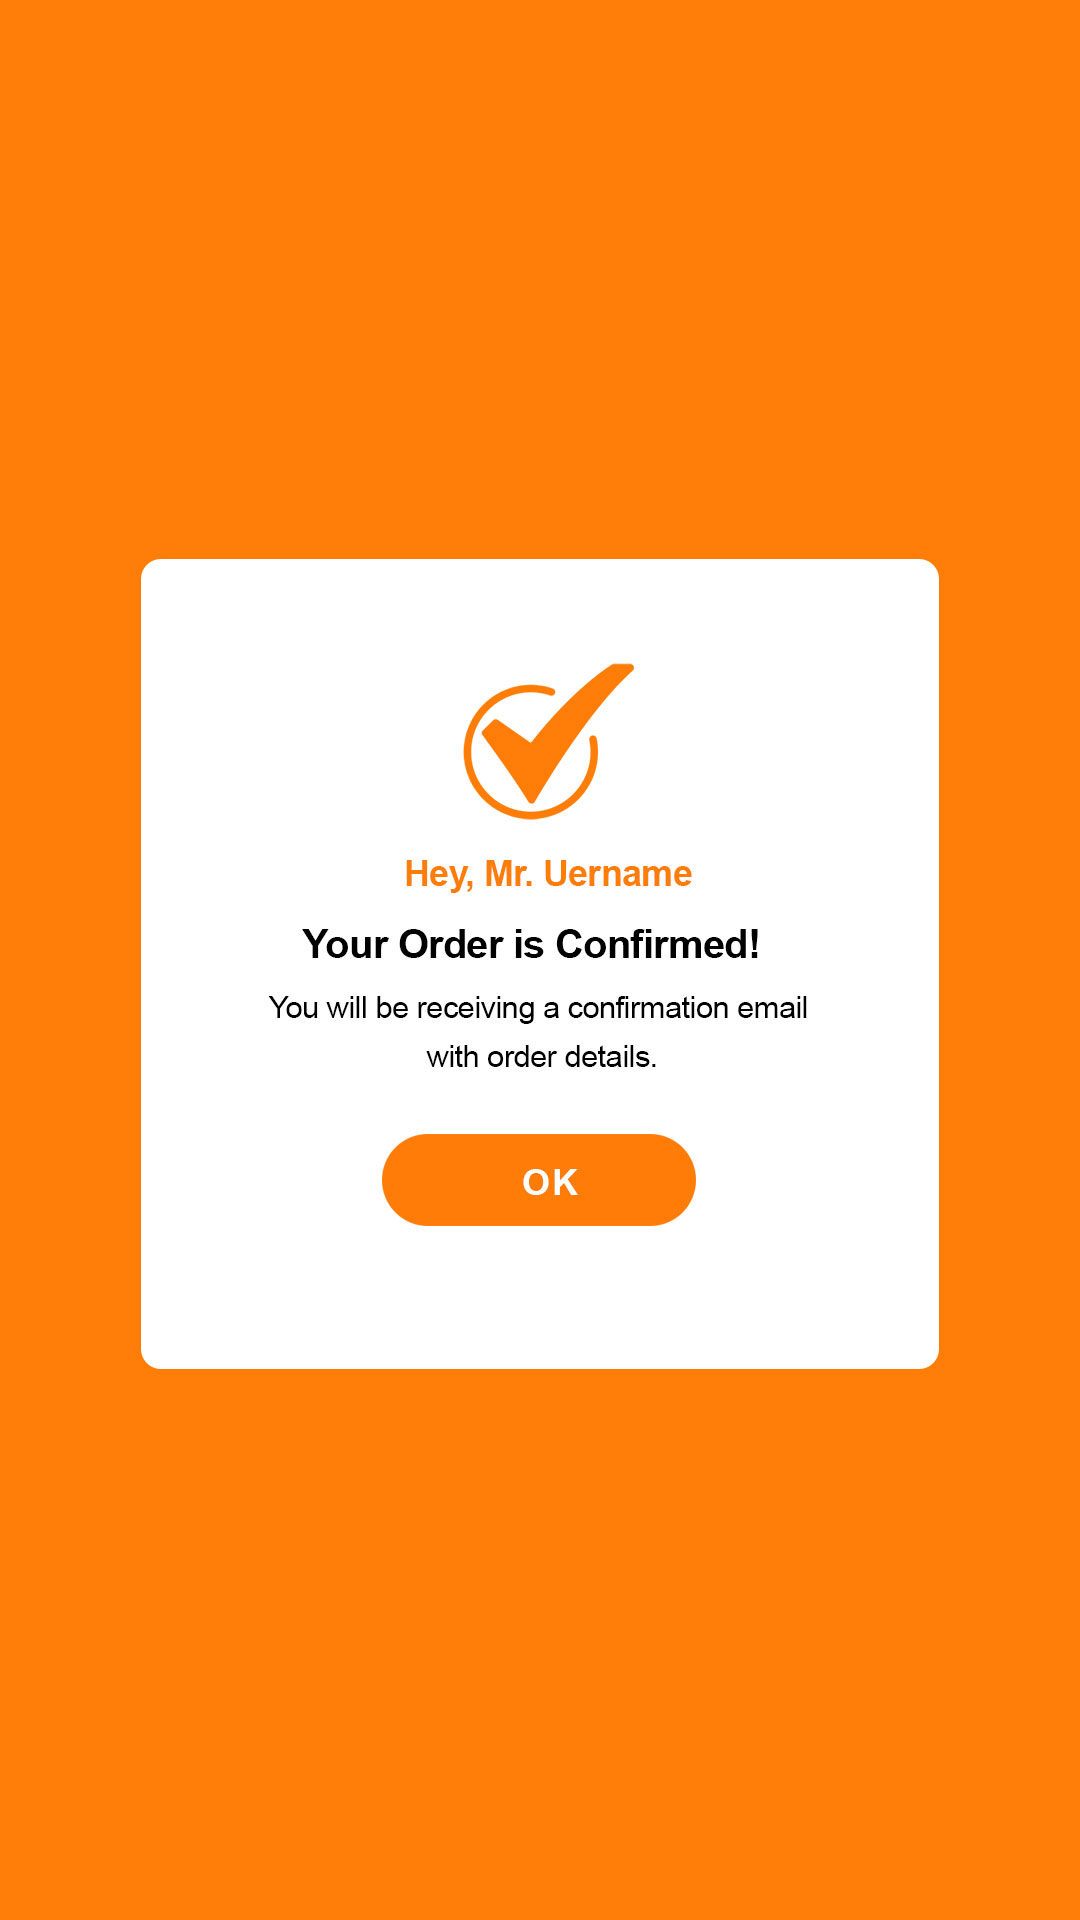 Hey, Mr. Uername
Your Order is Confirmed!
You will be receiving a confirmation email
with order details.
OK